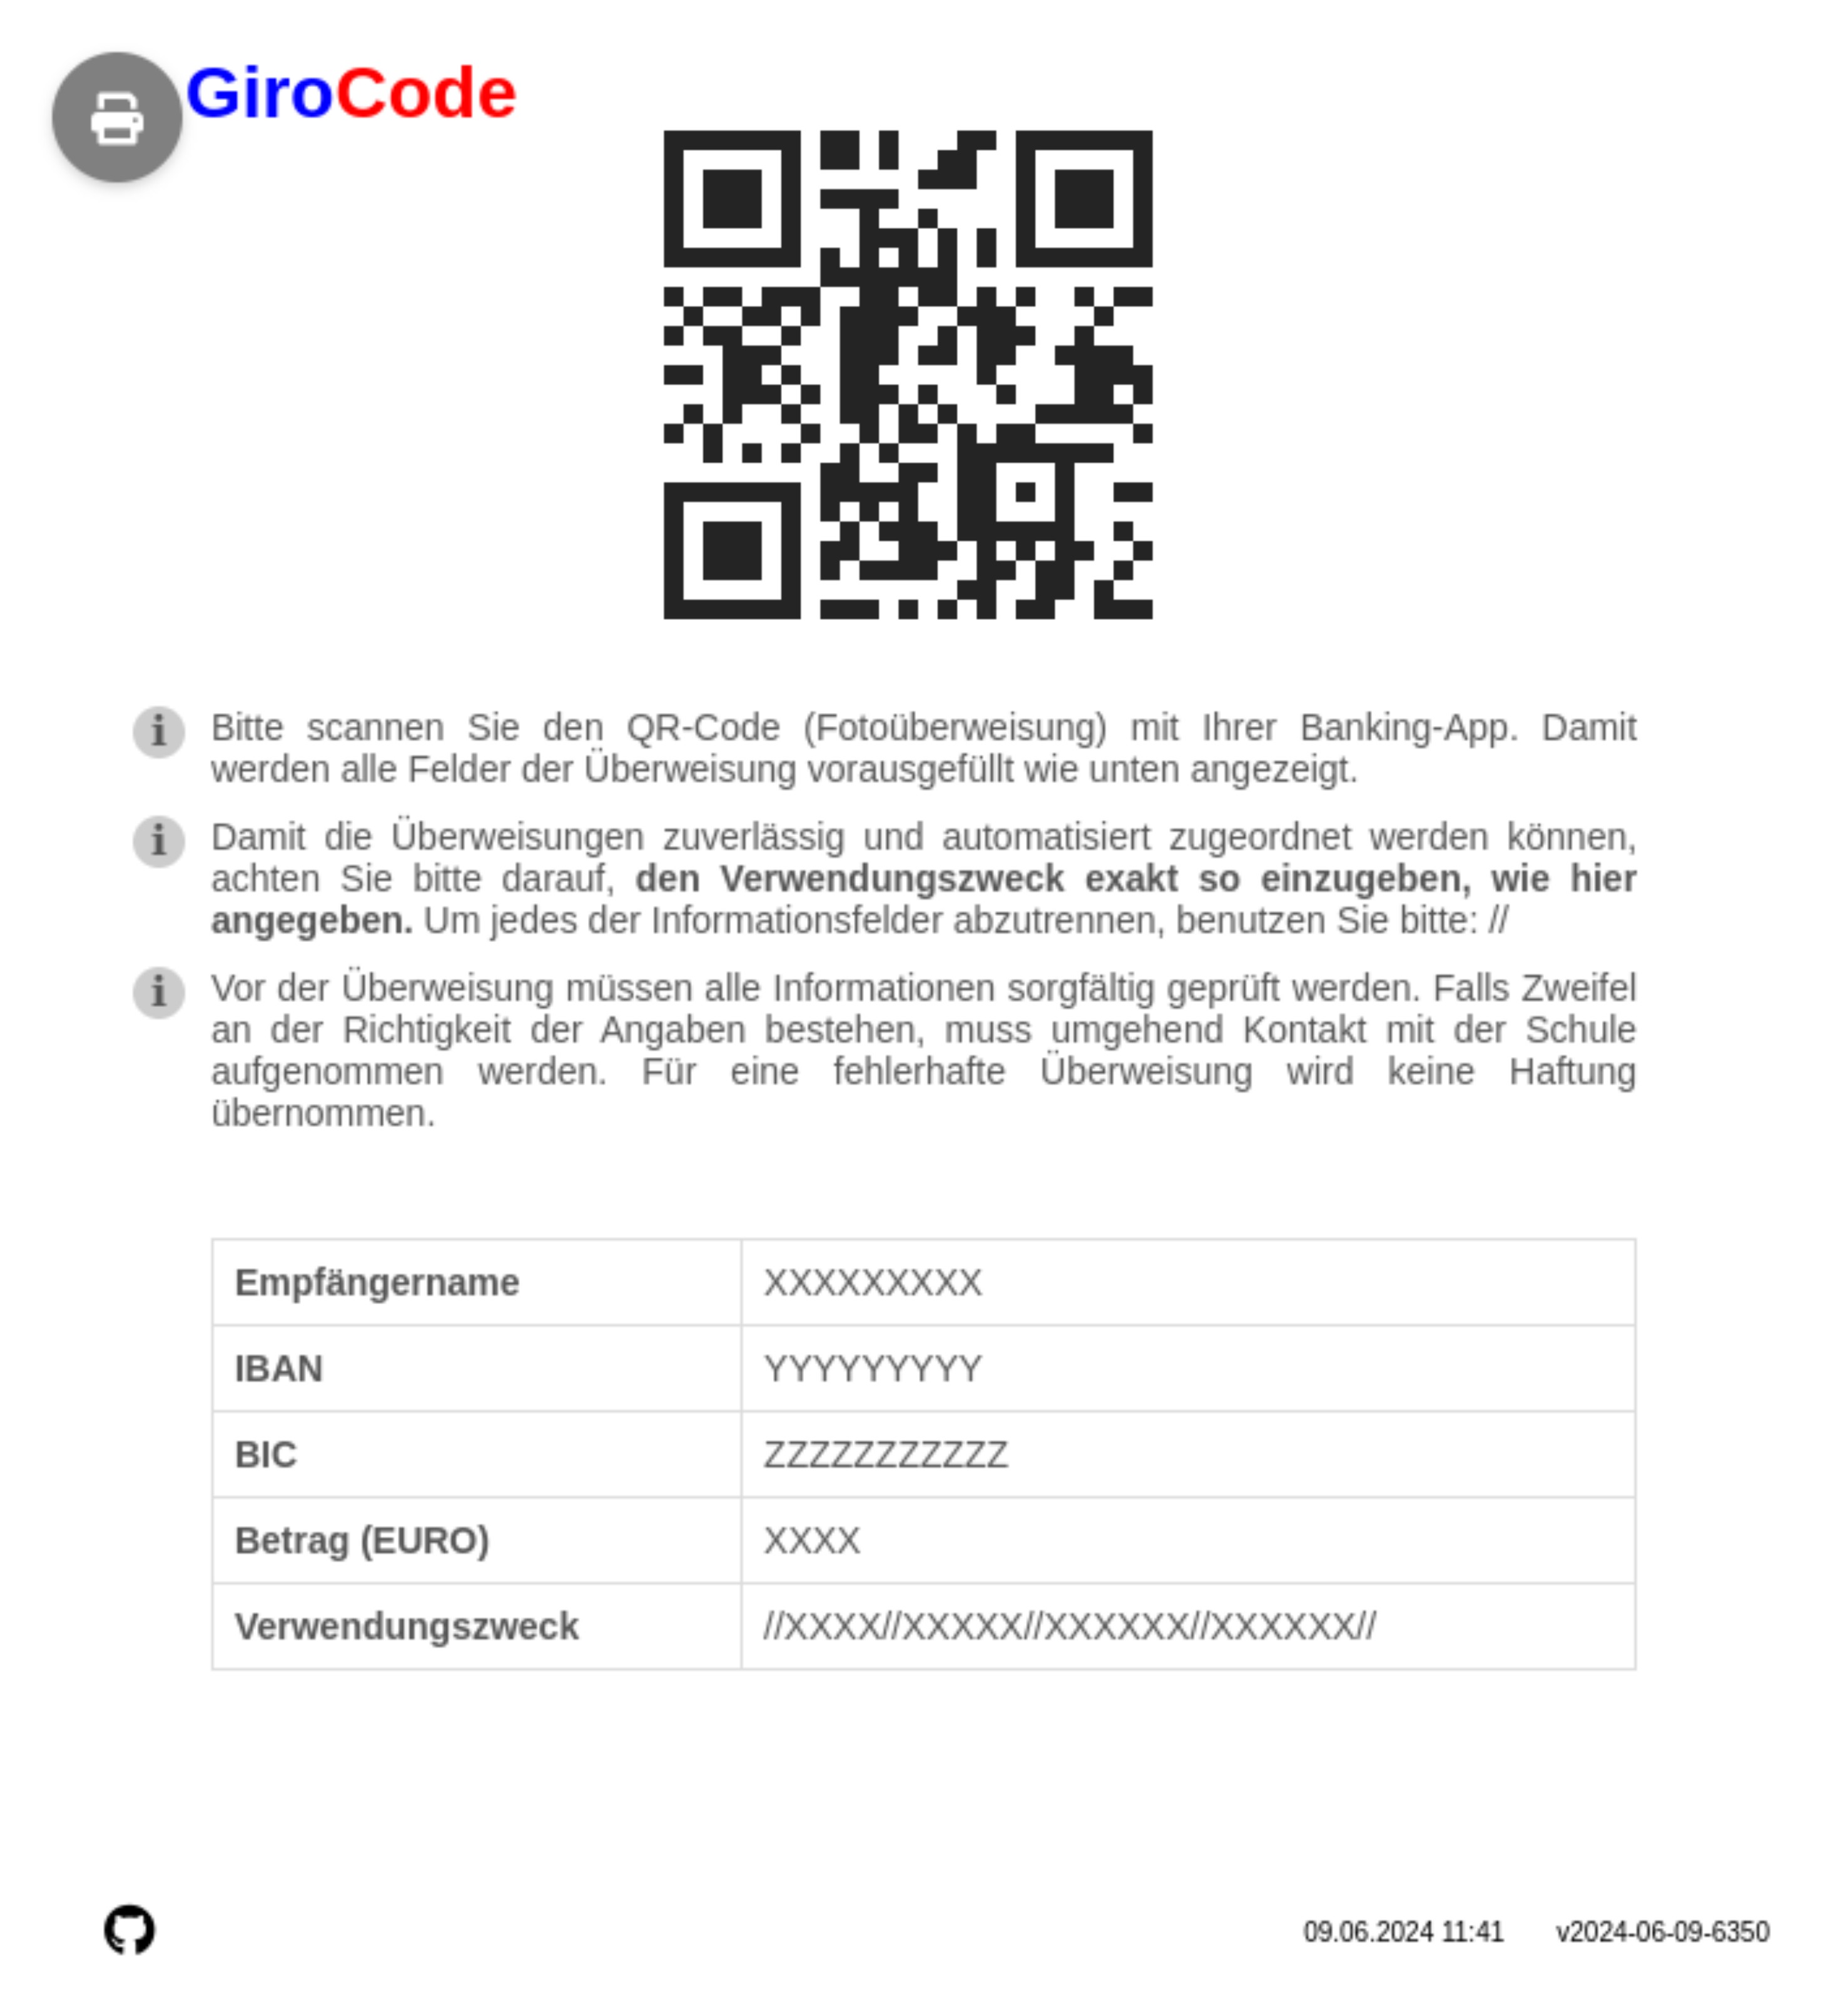 GiroCode
Bitte scannen Sie den QR-Code (Fotoüberweisung) mit Ihrer Banking-App. Damit
werden alle Felder der Überweisung vorausgefüllt wie unten angezeigt.
Damit die Überweisungen zuverlässig und automatisiert zugeordnet werden können,
achten Sie bitte darauf, den Verwendungszweck exakt so einzugeben, wie hier
angegeben. Um jedes der Informationsfelder abzutrennen, benutzen Sie bitte: //
Vor der Überweisung müssen alle Informationen sorgfältig geprüft werden. Falls Zweifel
an der Richtigkeit der Angaben bestehen, muss umgehend Kontakt mit der Schule
aufgenommen werden. Für eine fehlerhafte Überweisung wird keine Haftung
übernommen.
Empfängername XXXXXXXXX
IBAN YYYYYYYYY
BIC ZZZZZZZZZZZ
Betrag (EURO) XXXX
Verwendungszweck //XXXX//XXXXX//XXXXXX//XXXXXX//
09.06.2024 11:41 v2024-06-09-6350